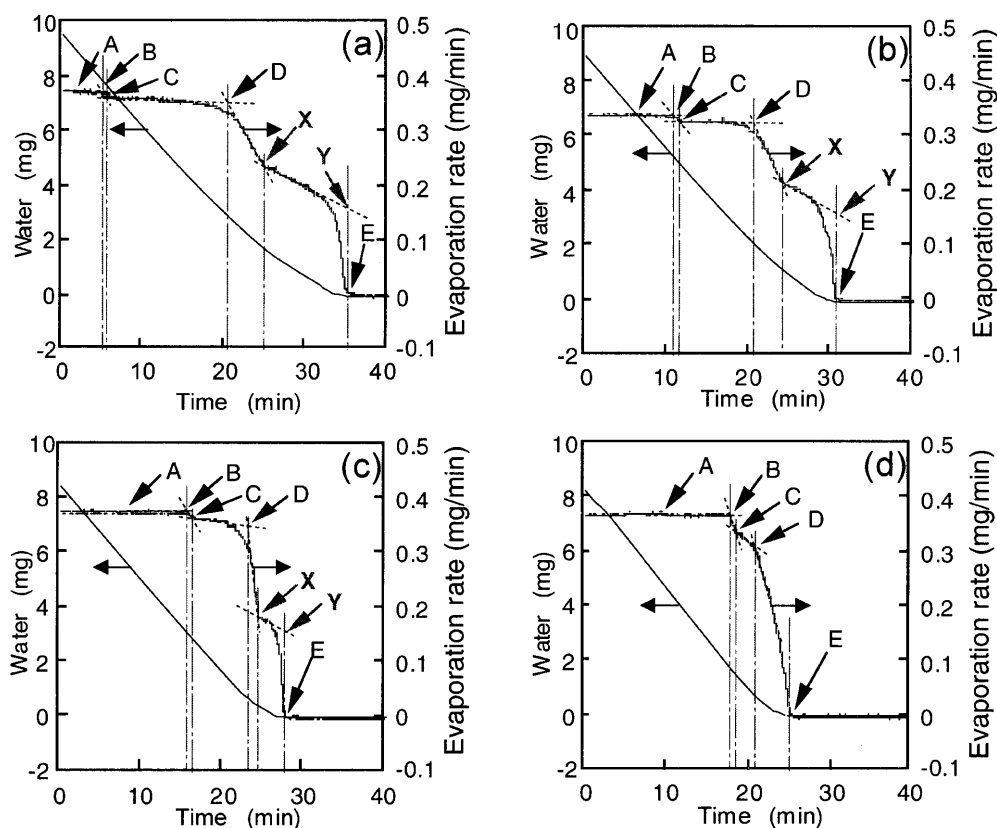 (a)
10
8
6
4
2
0
-2
Water (mg)
0.5
0.4
0.3
0.2
0.1
0
-0.1
Evaporation rate (mg/min)
A
B
C
D
X
Y
E
0 10 20 30 40
Time (min)
(b)
10
8
6
4
2
0
-2
Water (mg)
0.5
0.4
0.3
0.2
0.1
0
-0.1
Evaporation rate (mg/min)
A
B
C
D
X
Y
E
0 10 20 30 40
Time (min)
(c)
10
8
6
4
2
0
-2
Water (mg)
0.5
0.4
0.3
0.2
0.1
0
-0.1
Evaporation rate (mg/min)
A
B
C
D
X
Y
E
0 10 20 30 40
Time (min)
(d)
10
8
6
4
2
0
-2
Water (mg)
0.5
0.4
0.3
0.2
0.1
0
-0.1
Evaporation rate (mg/min)
A
B
C
D
E
0 10 20 30 40
Time (min)